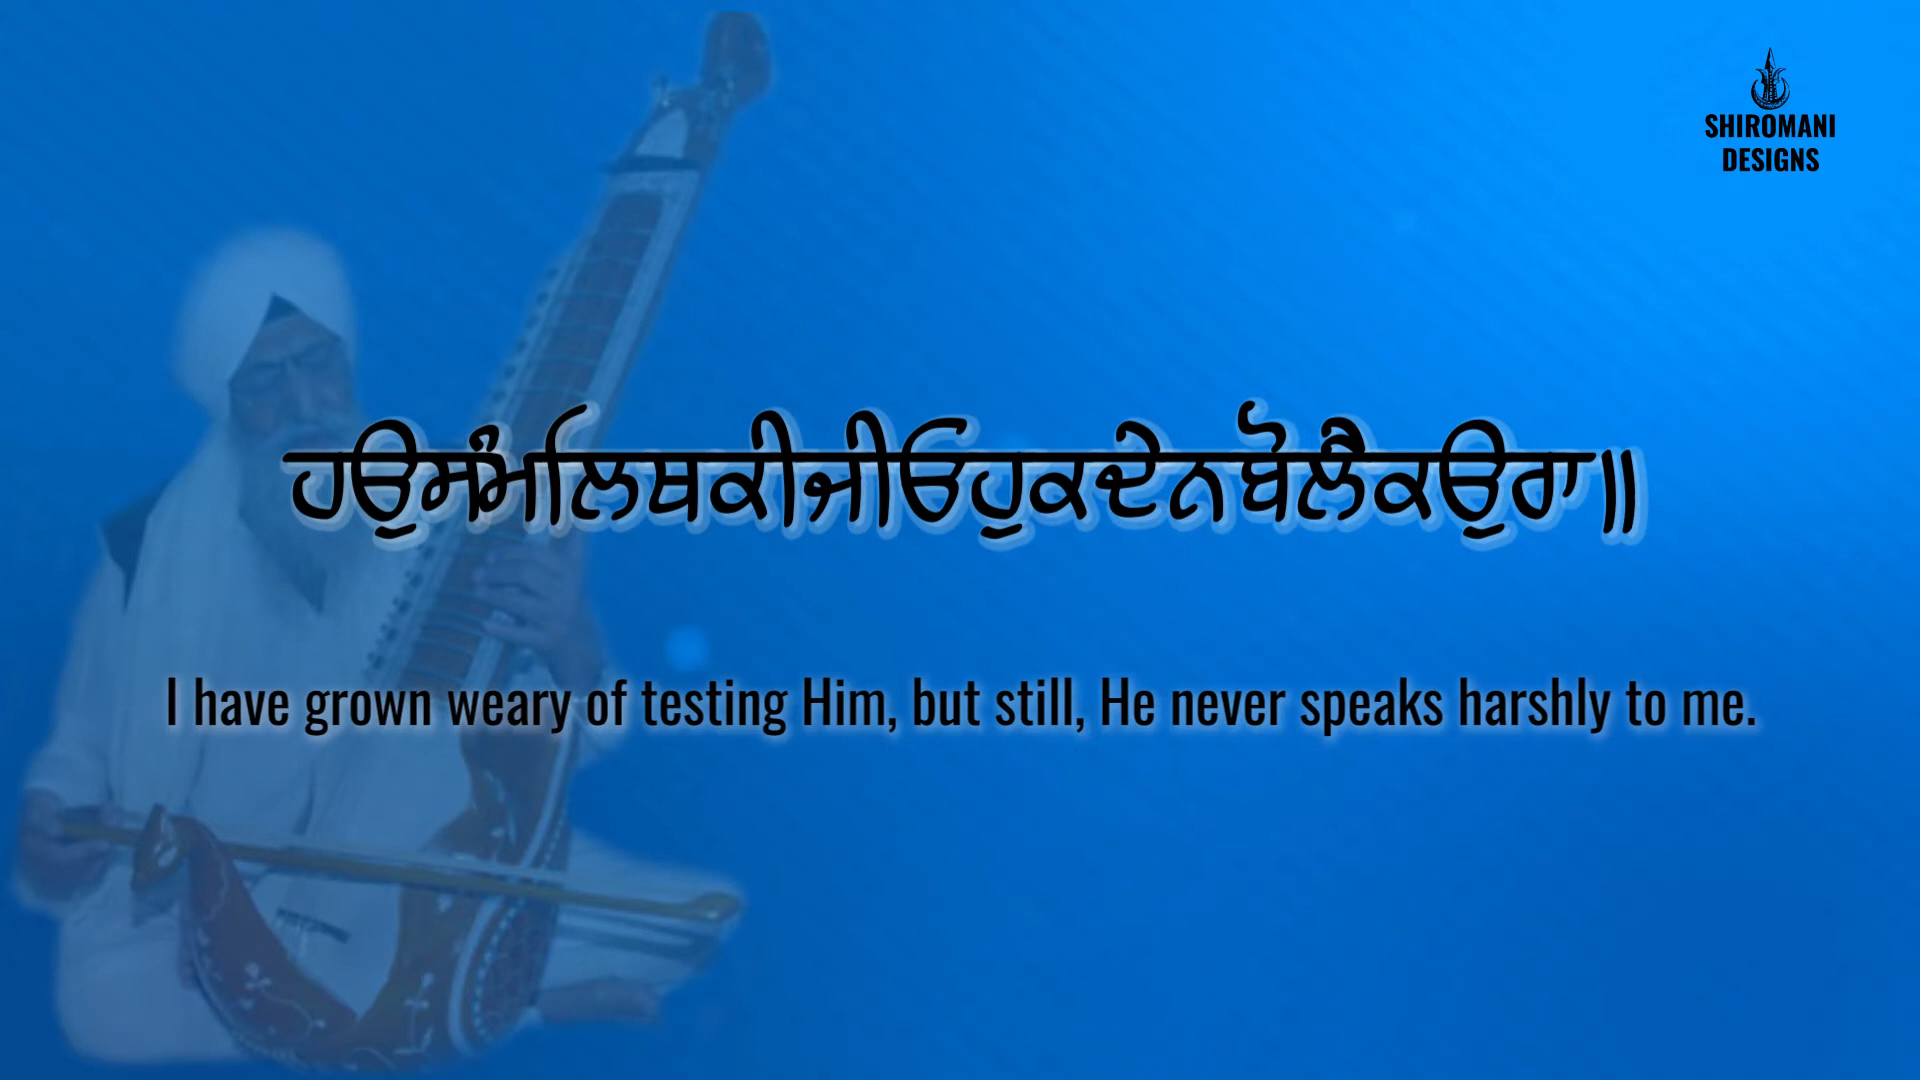 SHIROMANI
DESIGNS
ਹਉਸੰਮਲਿਥਕੀਜੀਓਹੁਕਦੇਨਬੋਲੈਕਉਰਾ॥
I have grown weary of testing Him, but still, He never speaks harshly to me.